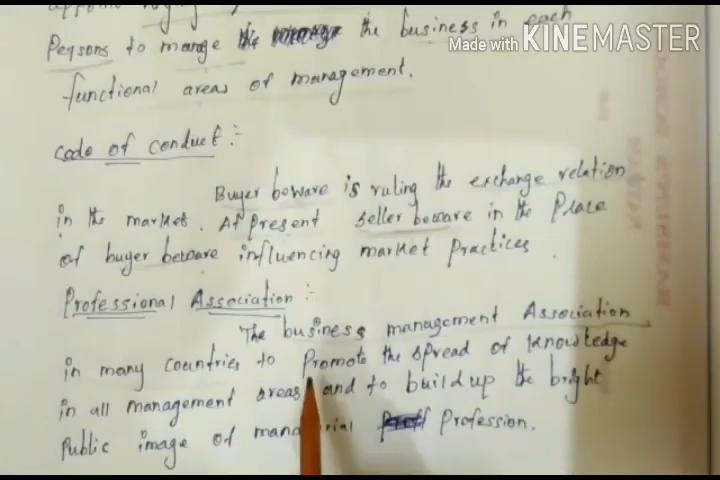 Persons to mange the business in each
Made with KINEMASTER
functional areas of management.
Code of conduct :-
Buyer beware is ruling the exchange relation
in the market. At present seller beware in the Place
of buyer beware influencing market Practices.
Professional Association :-
The business management Association
in many countries to promote the spread of knowledge
in all management areas and to build up the bright
Public image of managerial Profession.